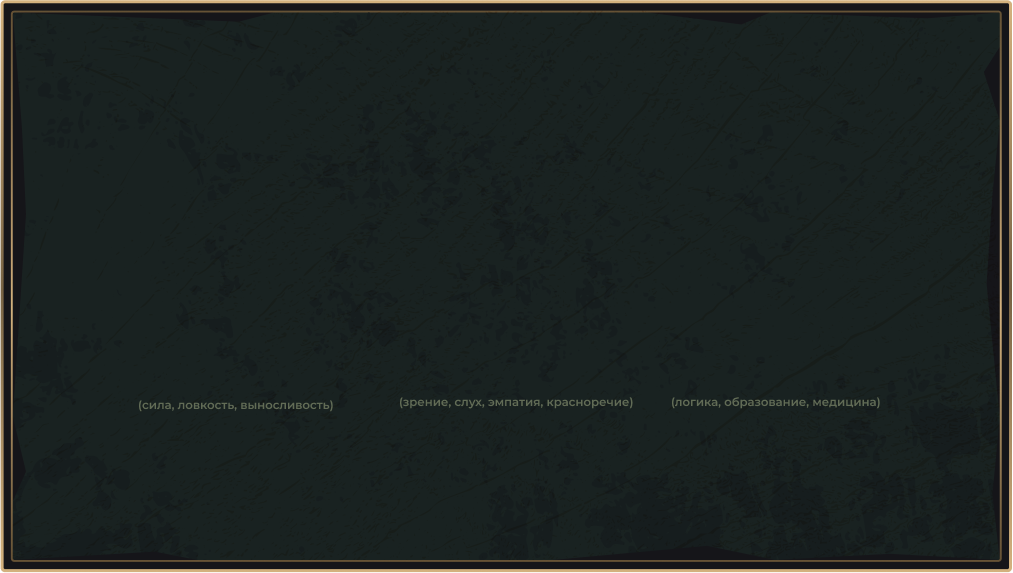 (сила, ловкость, выносливость)
(зрение, слух, эмпатия, красноречие)
(логика, образование, медицина)